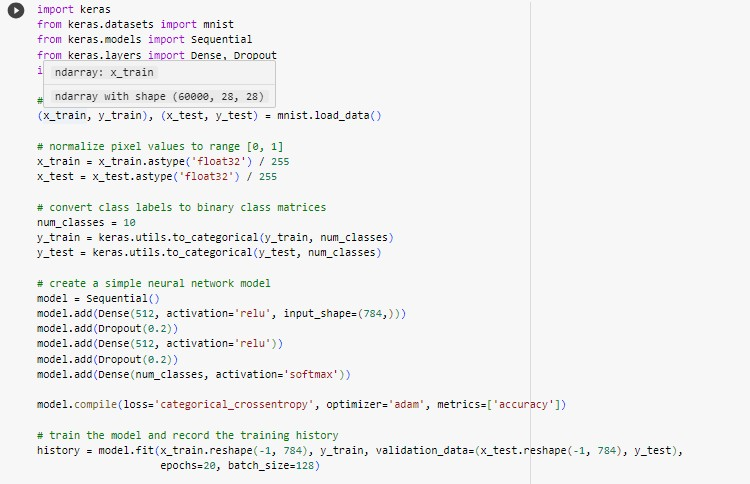 import keras
from keras.datasets import mnist
from keras.models import Sequential
from keras.layers import Dense, Dropout
i
ndarray: x_train
ndarray with shape (60000, 28, 28)
#
(x_train, y_train), (x_test, y_test) = mnist.load_data()
# normalize pixel values to range [0, 1]
x_train = x_train.astype('float32') / 255
x_test = x_test.astype('float32') / 255
# convert class labels to binary class matrices
num_classes = 10
y_train = keras.utils.to_categorical(y_train, num_classes)
y_test = keras.utils.to_categorical(y_test, num_classes)
# create a simple neural network model
model = Sequential()
model.add(Dense(512, activation='relu', input_shape=(784,)))
model.add(Dropout(0.2))
model.add(Dense(512, activation='relu'))
model.add(Dropout(0.2))
model.add(Dense(num_classes, activation='softmax'))
model.compile(loss='categorical_crossentropy', optimizer='adam', metrics=['accuracy'])
# train the model and record the training history
history = model.fit(x_train.reshape(-1, 784), y_train, validation_data=(x_test.reshape(-1, 784), y_test),
epochs=20, batch_size=128)